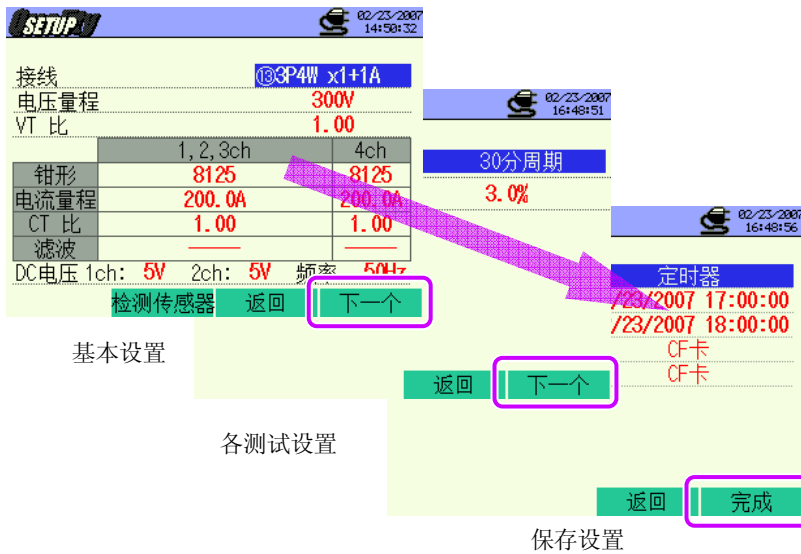 SETUP
02/23/2007
14:50:32
接线 ⑬3P4W x1+1A
电压量程 300V
VT 比 1.00
1,2,3ch 4ch
钳形 8125 8125
电流量程 200.0A 200.0A
CT 比 1.00 1.00
滤波
DC电压 1ch: 5V 2ch: 5V 频率 50Hz
检测传感器 返回 下一个
基本设置
02/23/2007
16:48:51
30分周期
3.0%
返回 下一个
各测试设置
02/23/2007
16:48:56
定时器
/23/2007 17:00:00
/23/2007 18:00:00
CF卡
CF卡
返回 完成
保存设置